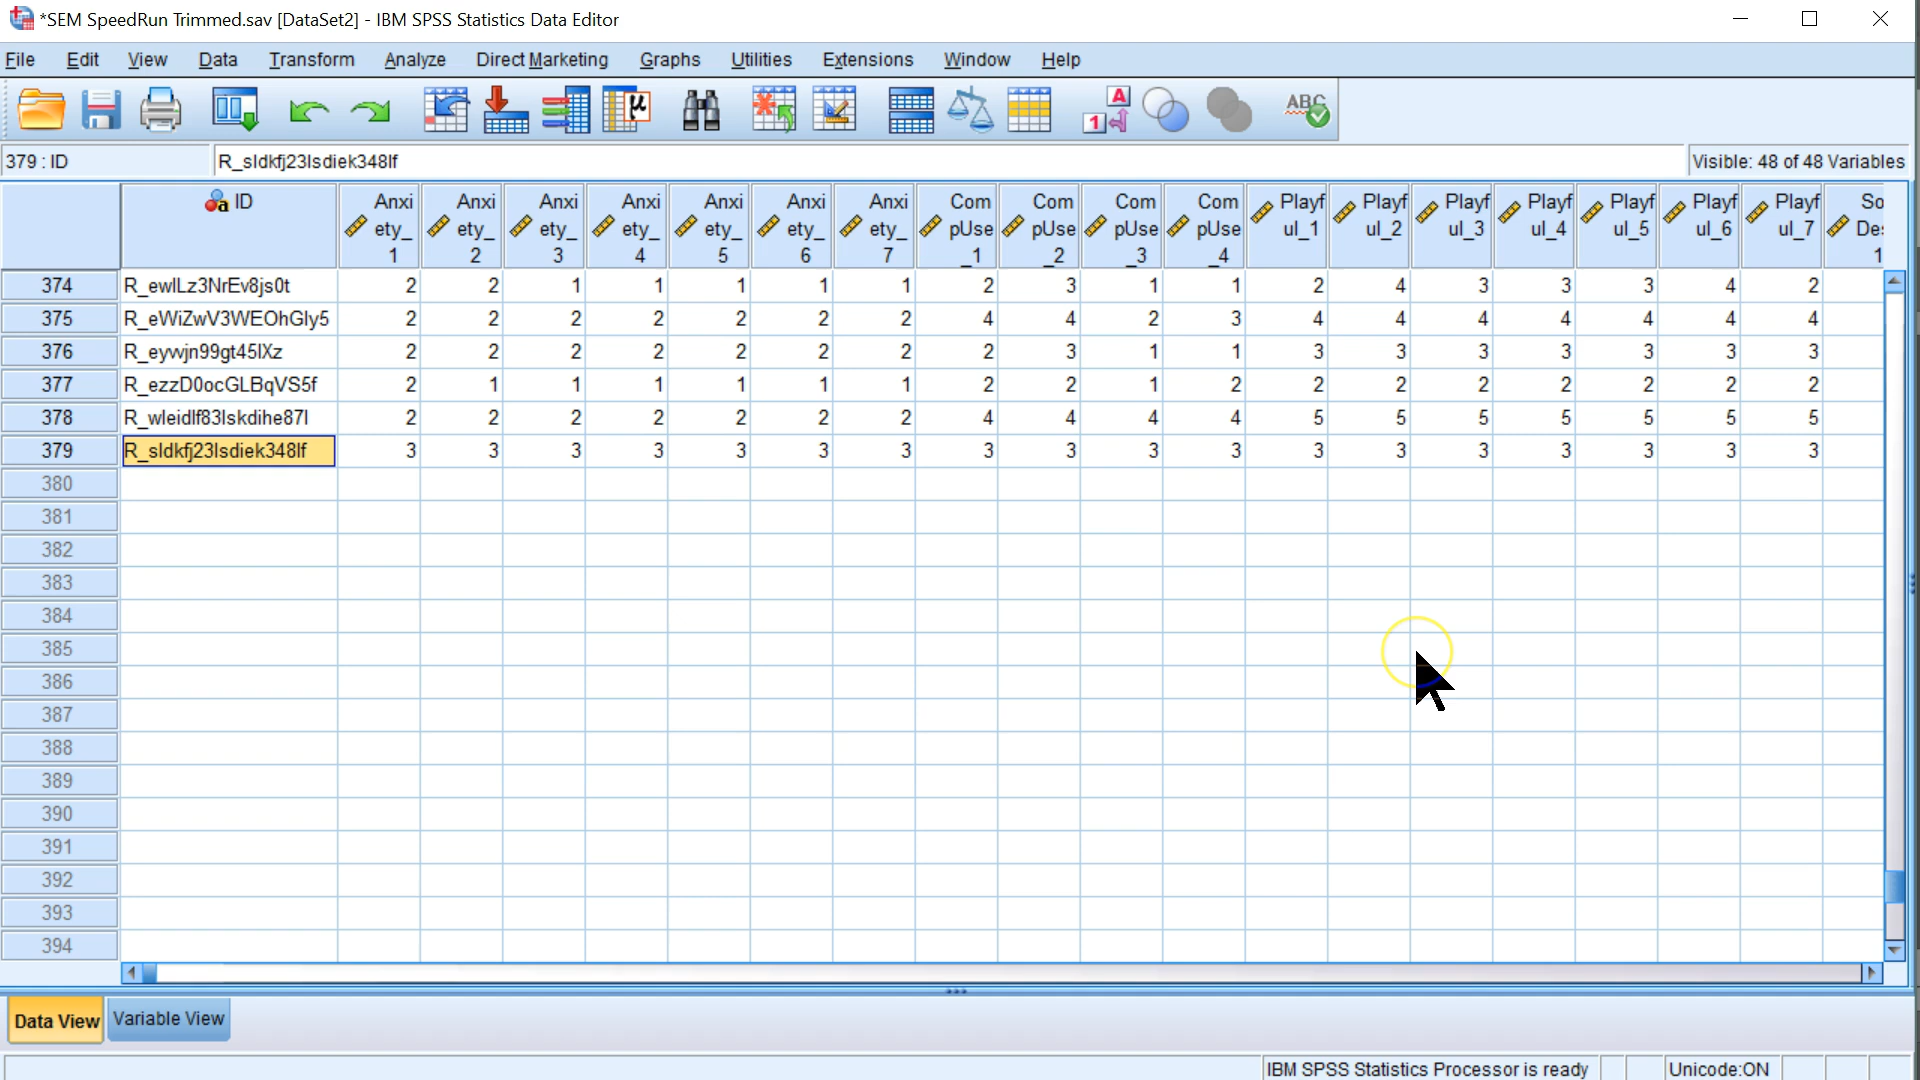 *SEM SpeedRun Trimmed.sav [DataSet2] - IBM SPSS Statistics Data Editor
File Edit View Data Transform Analyze Direct Marketing Graphs Utilities Extensions Window Help
379 : ID R_sldkfj23lsdiek348lf Visible: 48 of 48 Variables
ID Anxiety_1 Anxiety_2 Anxiety_3 Anxiety_4 Anxiety_5 Anxiety_6 Anxiety_7 CompUse_1 CompUse_2 CompUse_3 CompUse_4 Playful_1 Playful_2 Playful_3 Playful_4 Playful_5 Playful_6 Playful_7 So
374 R_ewlLz3NrEv8js0t 2 2 1 1 1 1 1 2 3 1 1 2 4 3 3 3 4 2
375 R_eWiZwV3WEOhGly5 2 2 2 2 2 2 2 4 4 2 3 4 4 4 4 4 4 4
376 R_eywjn99gt45lXz 2 2 2 2 2 2 2 2 3 1 1 3 3 3 3 3 3 3
377 R_ezzD0ocGLBqVS5f 2 1 1 1 1 1 1 2 2 1 2 2 2 2 2 2 2 2
378 R_wleidlf83lskdihe87l 2 2 2 2 2 2 2 4 4 4 4 5 5 5 5 5 5 5
379 R_sldkfj23lsdiek348lf 3 3 3 3 3 3 3 3 3 3 3 3 3 3 3 3 3 3
380
381
382
383
384
385
386
387
388
389
390
391
392
393
394
Data View Variable View
IBM SPSS Statistics Processor is ready Unicode:ON